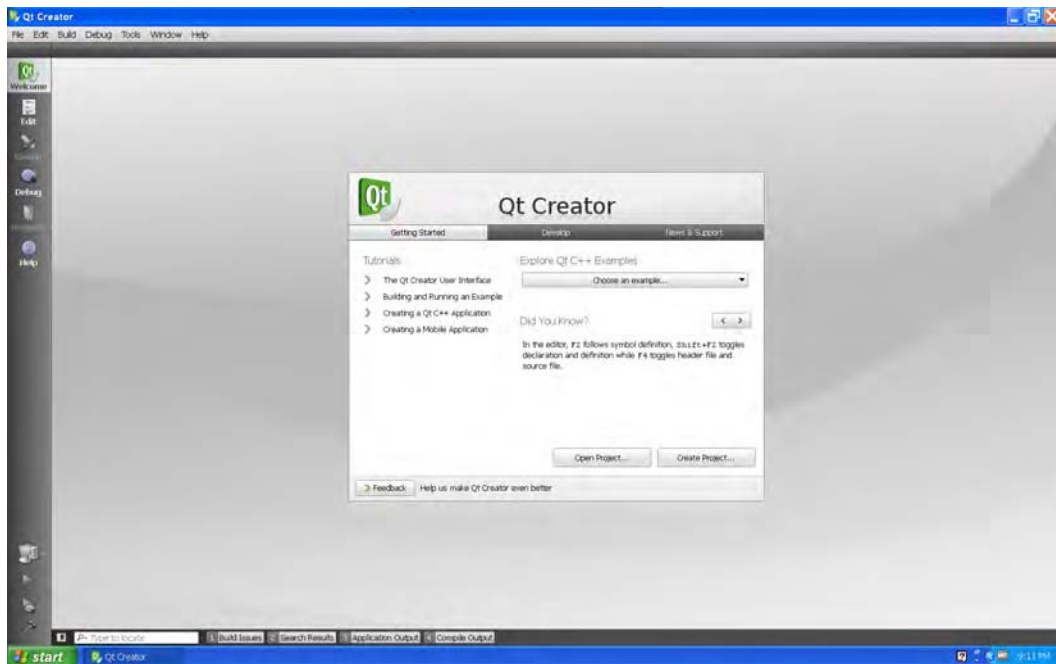 Qt Creator
File Edit Build Debug Tools Window Help
Qt
Welcome
Edit
Debug
Help
Qt
Qt Creator
Getting Started
Develop
News & Support
Tutorials
The Qt Creator User Interface
Building and Running an Example
Creating a Qt C++ Application
Creating a Mobile Application
Explore Qt C++ Examples
Choose an example...
Did You Know?
In the editor, F2 follows symbol definition, Shift+F2 toggles
declaration and definition while F4 toggles header file and
source file.
Open Project...
Create Project...
Feedback
Help us make Qt Creator even better
Type to locate
1 Build Issues 2 Search Results 3 Application Output 4 Compile Output
start
Qt Creator
9:11 PM